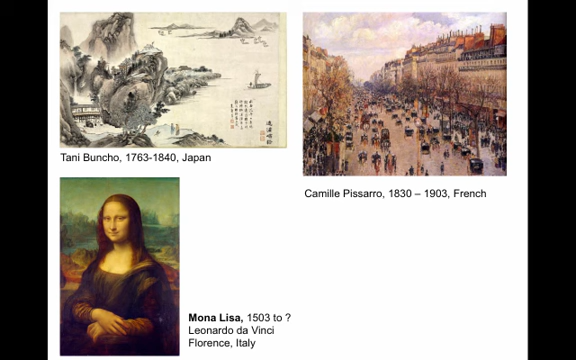 Tani Buncho, 1763-1840, Japan
Camille Pissarro, 1830 – 1903, French
Mona Lisa, 1503 to ?
Leonardo da Vinci
Florence, Italy